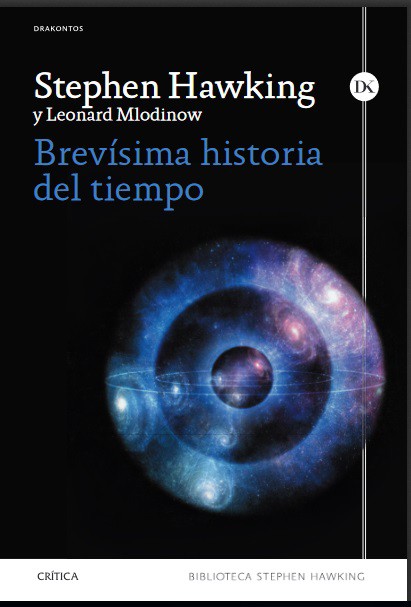 DRAKONTOS
Stephen Hawking
DK
y Leonard Mlodinow
Brevísima historia
del tiempo
CRÍTICA
BIBLIOTECA STEPHEN HAWKING